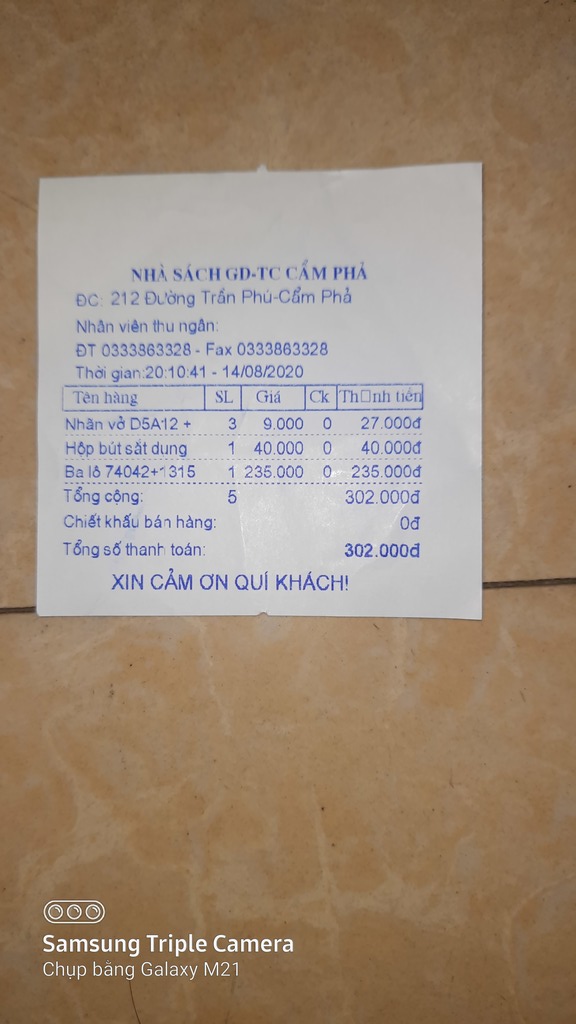 NHÀ SÁCH GD-TC CẨM PHẢ
ĐC: 212 Đường Trần Phú-Cẩm Phả
Nhân viên thu ngân:
ĐT 0333863328 - Fax 0333863328
Thời gian:20:10:41 - 14/08/2020
Tên hàng SL Giá Ck Th□nh tiền
Nhãn vở D5A12 + 3 9.000 0 27.000đ
Hộp bút sắt dung 1 40.000 0 40.000đ
Ba lô 74042+1315 1 235.000 0 235.000đ
Tổng cộng: 5 302.000đ
Chiết khấu bán hàng: 0đ
Tổng số thanh toán: 302.000đ
XIN CẢM ƠN QUÍ KHÁCH!
Samsung Triple Camera
Chụp bằng Galaxy M21